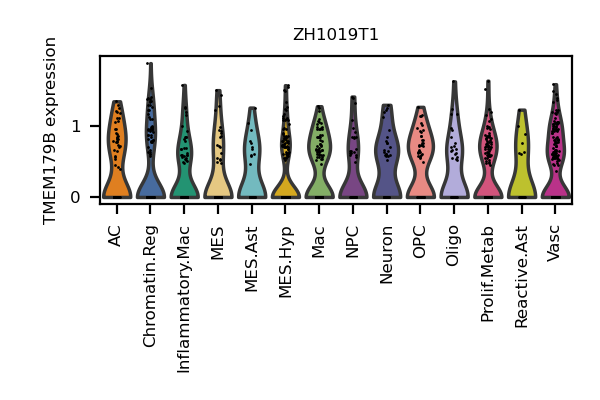 ZH1019T1
TMEM179B expression
1
0
AC
Chromatin.Reg
Inflammatory.Mac
MES
MES.Ast
MES.Hyp
Mac
NPC
Neuron
OPC
Oligo
Prolif.Metab
Reactive.Ast
Vasc